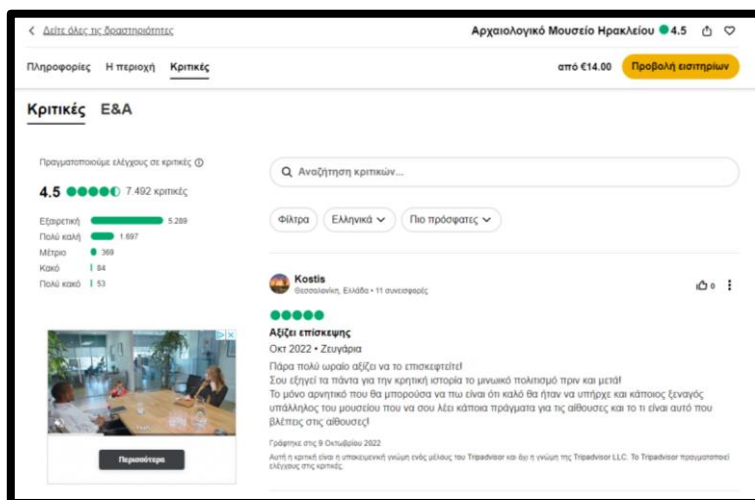 Δείτε όλες τις δραστηριότητες
Αρχαιολογικό Μουσείο Ηρακλείου 4.5
Πληροφορίες Η περιοχή Κριτικές
από €14.00 Προβολή εισιτηρίων
Κριτικές Ε&Α
Πραγματοποιούμε ελέγχους σε κριτικές
4.5 7.492 κριτικές
Εξαιρετική 5.289
Πολύ καλή 1.697
Μέτριο 369
Κακό 84
Πολύ κακό 53
Περισσότερα
Αναζήτηση κριτικών...
Φίλτρα Ελληνικά Πιο πρόσφατες
Kostis
Θεσσαλονίκη, Ελλάδα • 11 συνεισφορές
0
Αξίζει επίσκεψης
Οκτ 2022 • Ζευγάρια
Πάρα πολύ ωραίο αξίζει να το επισκεφτείτε!
Σου εξηγεί τα πάντα για την κρητική ιστορία το μινωικό πολιτισμό πριν και μετά!
Το μόνο αρνητικό που θα μπορούσα να πω είναι ότι καλό θα ήταν να υπήρχε και κάποιος ξεναγός
υπάλληλος του μουσείου που να σου λέει κάποια πράγματα για τις αίθουσες και το τι είναι αυτό που
βλέπεις στις αίθουσες!
Γράφτηκε στις 9 Οκτωβρίου 2022
Αυτή η κριτική είναι η υποκειμενική γνώμη ενός μέλους του Tripadvisor και όχι η γνώμη της Tripadvisor LLC. Το Tripadvisor πραγματοποιεί
ελέγχους στις κριτικές.